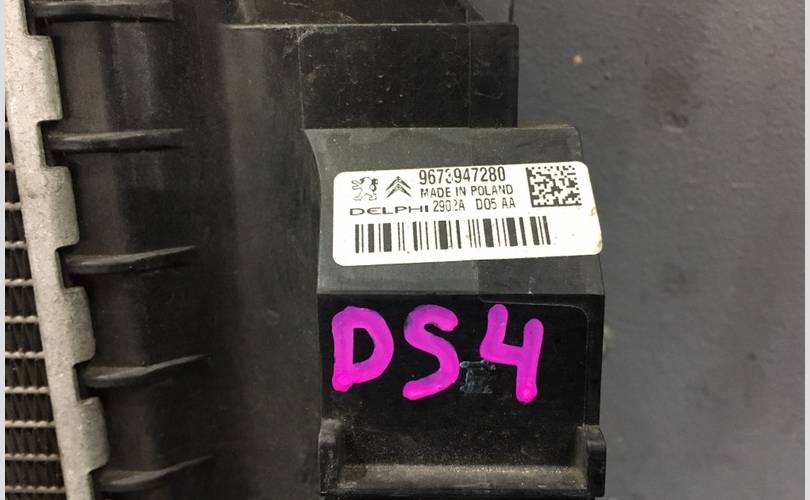 9673947280
MADE IN POLAND
DELPHI 2902A D05 AA
DS4